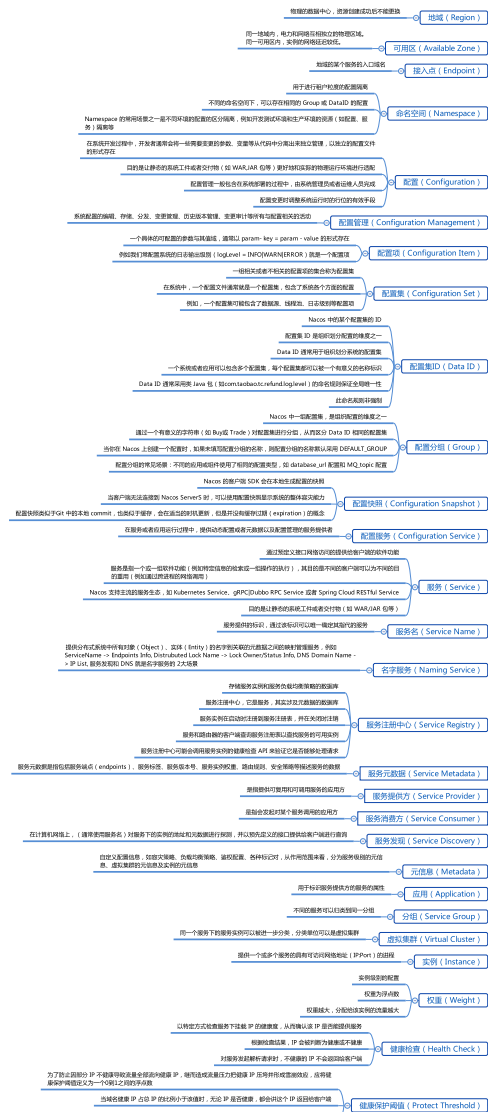 物理的数据中心，资源创建成功后不能更换
地域（Region）
同一地域内，电力和网络互相独立的物理区域。
同一可用区内，实例的网络延迟较低。
可用区（Available Zone）
地域的某个服务的入口域名
接入点（Endpoint）
用于进行租户粒度的配置隔离
不同的命名空间下，可以存在相同的 Group 或 DataID 的配置
Namespace 的常用场景之一是不同环境的配置的区分隔离，例如开发测试环境和生产环境的资源（如配置、服
务）隔离等
命名空间（Namespace）
在系统开发过程中，开发者通常会将一些需要变更的参数、变量等从代码中分离出来独立管理，以独立的配置文件
的形式存在
目的是让静态的系统工件或者交付物（如 WAR,JAR 包等）更好地和实际的物理运行环境进行适配
配置管理一般包含在系统部署的过程中，由系统管理员或者运维人员完成
配置变更时调整系统运行时的行位的有效手段
配置（Configuration）
系统配置的编辑、存储、分发、变更管理、历史版本管理、变更审计等所有与配置相关的活动
配置管理（Configuration Management）
一个具体的可配置的参数与其值域，通常以 param- key = param - value 的形式存在
例如我们常配置系统的日志输出级别（logLevel = INFO|WARN|ERROR）就是一个配置项
配置项（Configuration Item）
一组相关或者不相关的配置项的集合称为配置集
在系统中，一个配置文件通常就是一个配置集，包含了系统各个方面的配置
例如，一个配置集可能包含了数据源、线程池、日志级别等配置项
配置集（Configuration Set）
Nacos 中的某个配置集的 ID
配置集 ID 是组织划分配置的维度之一
Data ID 通常用于组织划分系统的配置集
一个系统或者应用可以包含多个配置集，每个配置集都可以被一个有意义的名称标识
Data ID 通常采用类 Java 包（如com.taobao.tc.refund.log.level）的命名规则保证全局唯一性
此命名规则非强制
配置集ID（Data ID）
Nacos 中一组配置集，是组织配置的维度之一
通过一个有意义的字符串（如 Buy或 Trade）对配置集进行分组，从而区分 Data ID 相同的配置集
当你在 Nacos 上创建一个配置时，如果未填写配置分组的名称，则配置分组的名称默认采用 DEFAULT_GROUP
配置分组的常见场景：不同的应用或组件使用了相同的配置类型，如 database_url 配置和 MQ_topic 配置
配置分组（Group）
Nacos 的客户端 SDK 会在本地生成配置的快照
当客户端无法连接到 Nacos ServerS 时，可以使用配置快照显示系统的整体容灾能力
配置快照类似于Git 中的本地 commit，也类似于缓存，会在适当的时机更新，但是并没有缓存过期（expiration）的概念
配置快照（Configuration Snapshot）
在服务或者应用运行过程中，提供动态配置或者元数据以及配置管理的服务提供者
配置服务（Configuration Service）
通过预定义接口网络访问的提供给客户端的软件功能
服务是到一个或一组软件功能（例如特定信息的检索或一组操作的执行），其目的是不同的客户端可以为不同的目
的重用（例如通过跨进程的网络调用）
Nacos 支持主流的服务生态，如 Kubernetes Service、gRPC|Dubbo RPC Service 或者 Spring Cloud RESTful Service
目的是让静态的系统工件或者交付物（如 WAR/JAR 包等）
服务（Service）
服务提供的标识，通过该标识可以唯一确定其指代的服务
服务名（Service Name）
提供分布式系统中所有对象（Object）、实体（Entity）的名字到关联的元数据之间的映射管理服务，例如
ServiceName -> Endpoints Info, Distrubuted Lock Name -> Lock Owner/Status Info, DNS Domain Name -
> IP List, 服务发现和 DNS 就是名字服务的 2大场景
名字服务（Naming Service）
存储服务实例和服务负载均衡策略的数据库
服务注册中心，它是服务，其实涉及元数据的数据库
服务实例在启动时注册到服务注册表，并在关闭时注销
服务和路由器的客户端查询服务注册表以查找服务的可用实例
服务注册中心可能会调用服务实例的健康检查 API 来验证它是否能够处理请求
服务注册中心（Service Registry）
服务元数据是指包括服务端点（endpoints）、服务标签、服务版本号、服务实例权重、路由规则、安全策略等描述服务的数据
服务元数据（Service Metadata）
是指提供可复用和可调用服务的应用方
服务提供方（Service Provider）
是指会发起对某个服务调用的应用方
服务消费方（Service Consumer）
在计算机网络上，（通常使用服务名）对服务下的实例的地址和元数据进行探测，并以预先定义的接口提供给客户端进行查询
服务发现（Service Discovery）
自定义配置信息，如容灾策略、负载均衡策略、鉴权配置、各种标记对，从作用范围来看，分为服务级别的元信
息、虚拟集群的元信息及实例的元信息
元信息（Metadata）
用于标识服务提供方的服务的属性
应用（Application）
不同的服务可以归类到同一分组
分组（Service Group）
同一个服务下的服务实例可以被进一步分类，分类单位可以是虚拟集群
虚拟集群（Virtual Cluster）
提供一个或多个服务的具有可访问网络地址（IP:Port）的进程
实例（Instance）
实例级别的配置
权重为浮点数
权重越大，分配给该实例的流量越大
权重（Weight）
以特定方式检查服务下挂载 IP 的健康度，从而确认该 IP 是否能提供服务
根据检查结果，IP 会被判断为健康或不健康
对服务发起解析请求时，不健康的 IP 不会返回给客户端
健康检查（Health Check）
为了防止因部分 IP 不健康导致流量全部流向健康 IP，继而造成流量压力把健康 IP 压垮并形成雪崩效应，应将健
康保护阈值定义为一个0到1之间的浮点数
当域名健康 IP 占总 IP 的比例小于该值时，无论 IP 是否健康，都会讲这个 IP 返回给客户端
健康保护阈值（Protect Threshold）